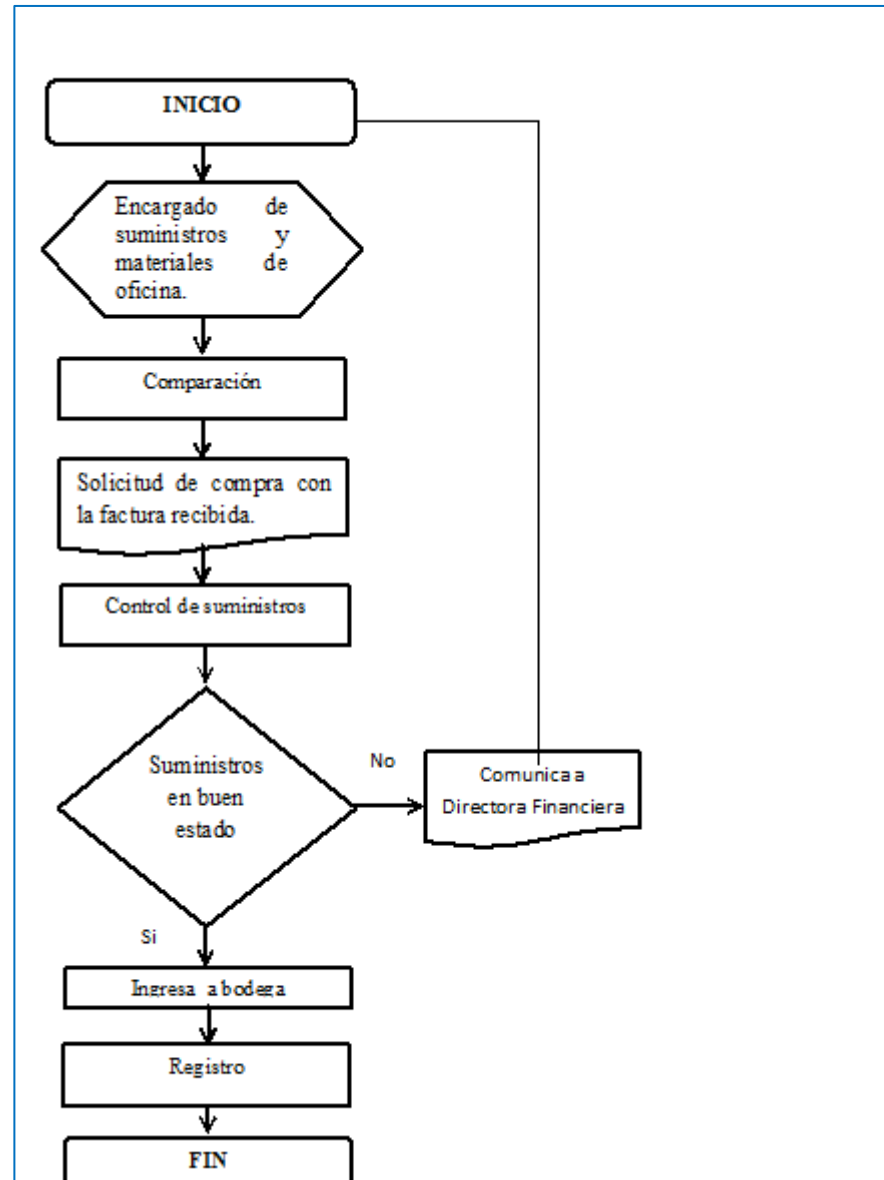 INICIO
Encargado de
suministros y
materiales de
oficina.
Comparación
Solicitud de compra con
la factura recibida.
Control de suministros
Suministros
en buen
estado
No
Comunica a
Directora Financiera
Si
Ingresa a bodega
Registro
FIN